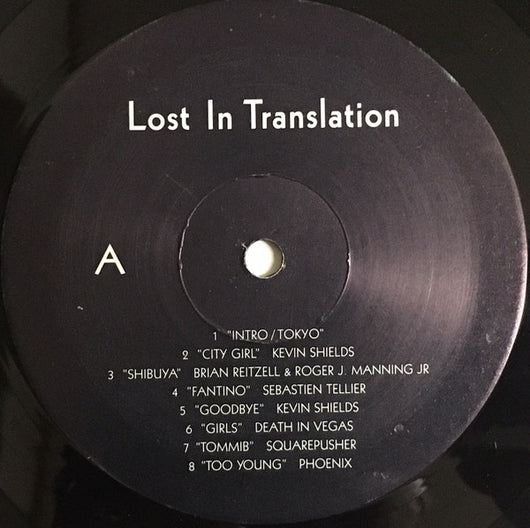 Lost In Translation
A
1 "INTRO/TOKYO"
2 "CITY GIRL" KEVIN SHIELDS
3 "SHIBUYA" BRIAN REITZELL & ROGER J. MANNING JR
4 "FANTINO" SEBASTIEN TELLIER
5 "GOODBYE" KEVIN SHIELDS
6 "GIRLS" DEATH IN VEGAS
7 "TOMMIB" SQUAREPUSHER
8 "TOO YOUNG" PHOENIX